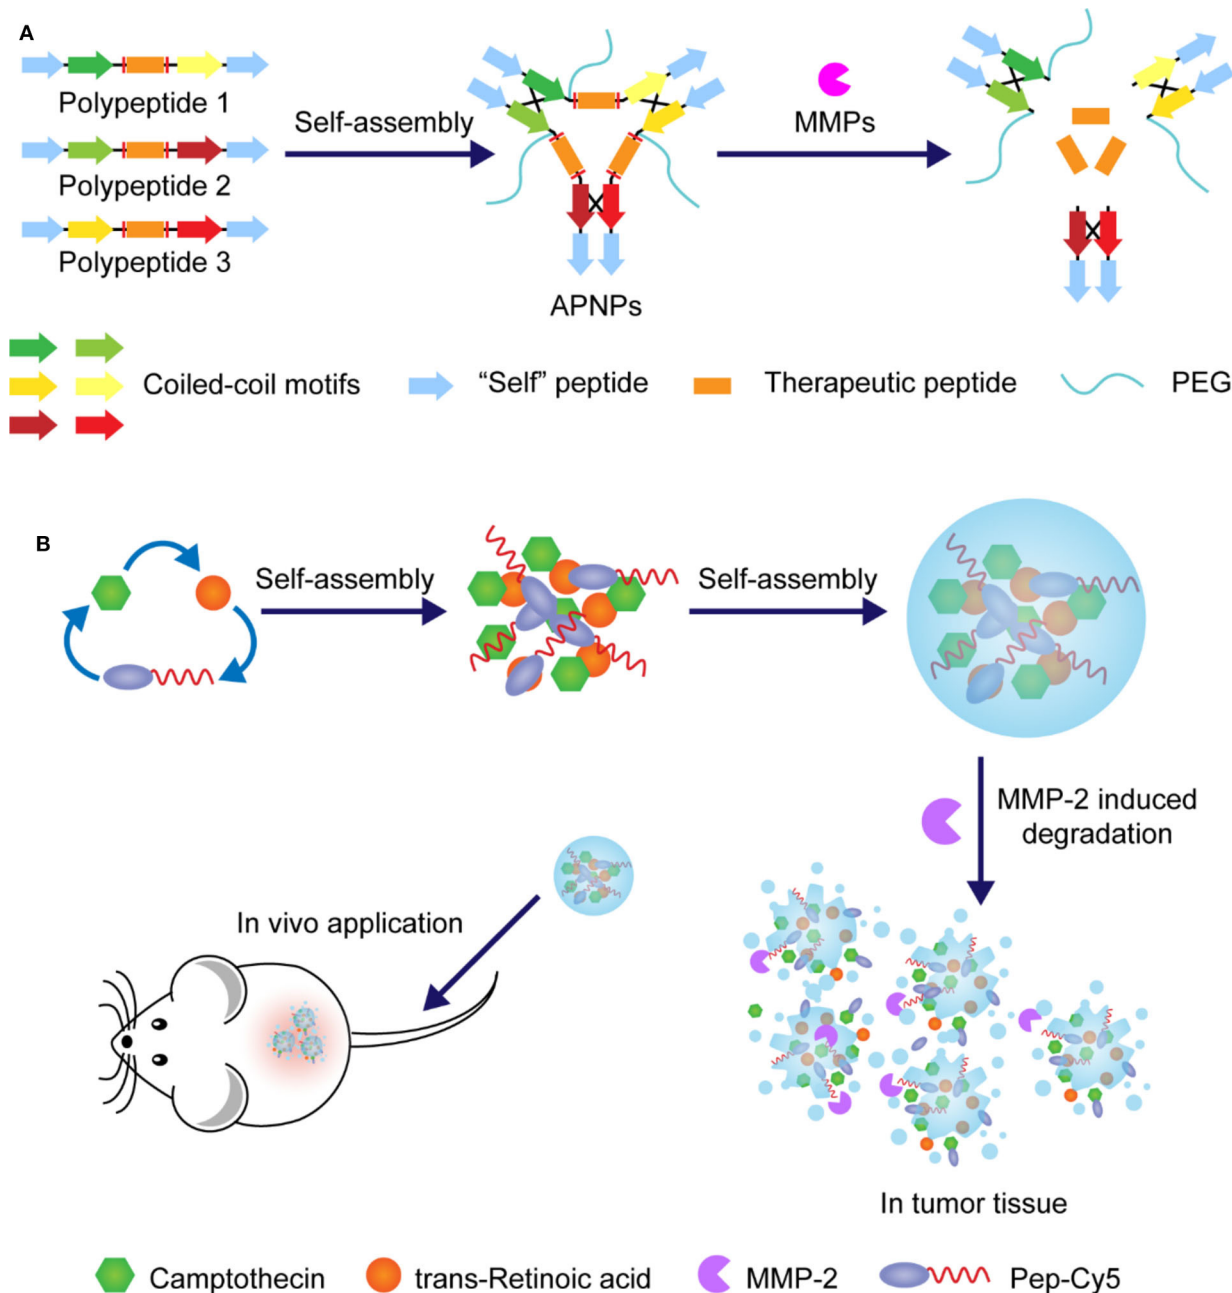 A
Polypeptide 1
Polypeptide 2
Polypeptide 3
Self-assembly
APNPs
MMPs
Coiled-coil motifs
“Self” peptide
Therapeutic peptide
PEG
B
Self-assembly
Self-assembly
MMP-2 induced
degradation
In vivo application
In tumor tissue
Camptothecin
trans-Retinoic acid
MMP-2
Pep-Cy5